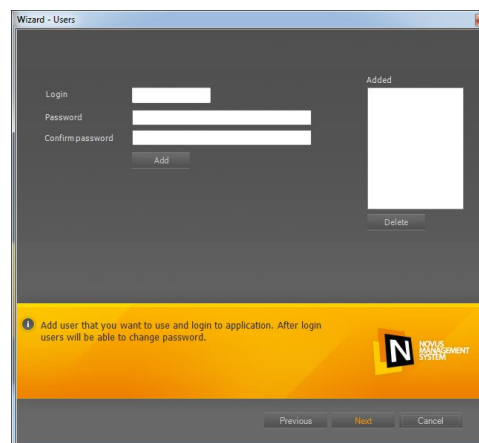 Wizard - Users
Added
Login
Password
Confirm password
Add
Delete
Add user that you want to use and login to application. After login
users will be able to change password.
N
NOVUS
MANAGEMENT
SYSTEM
Previous Next Cancel